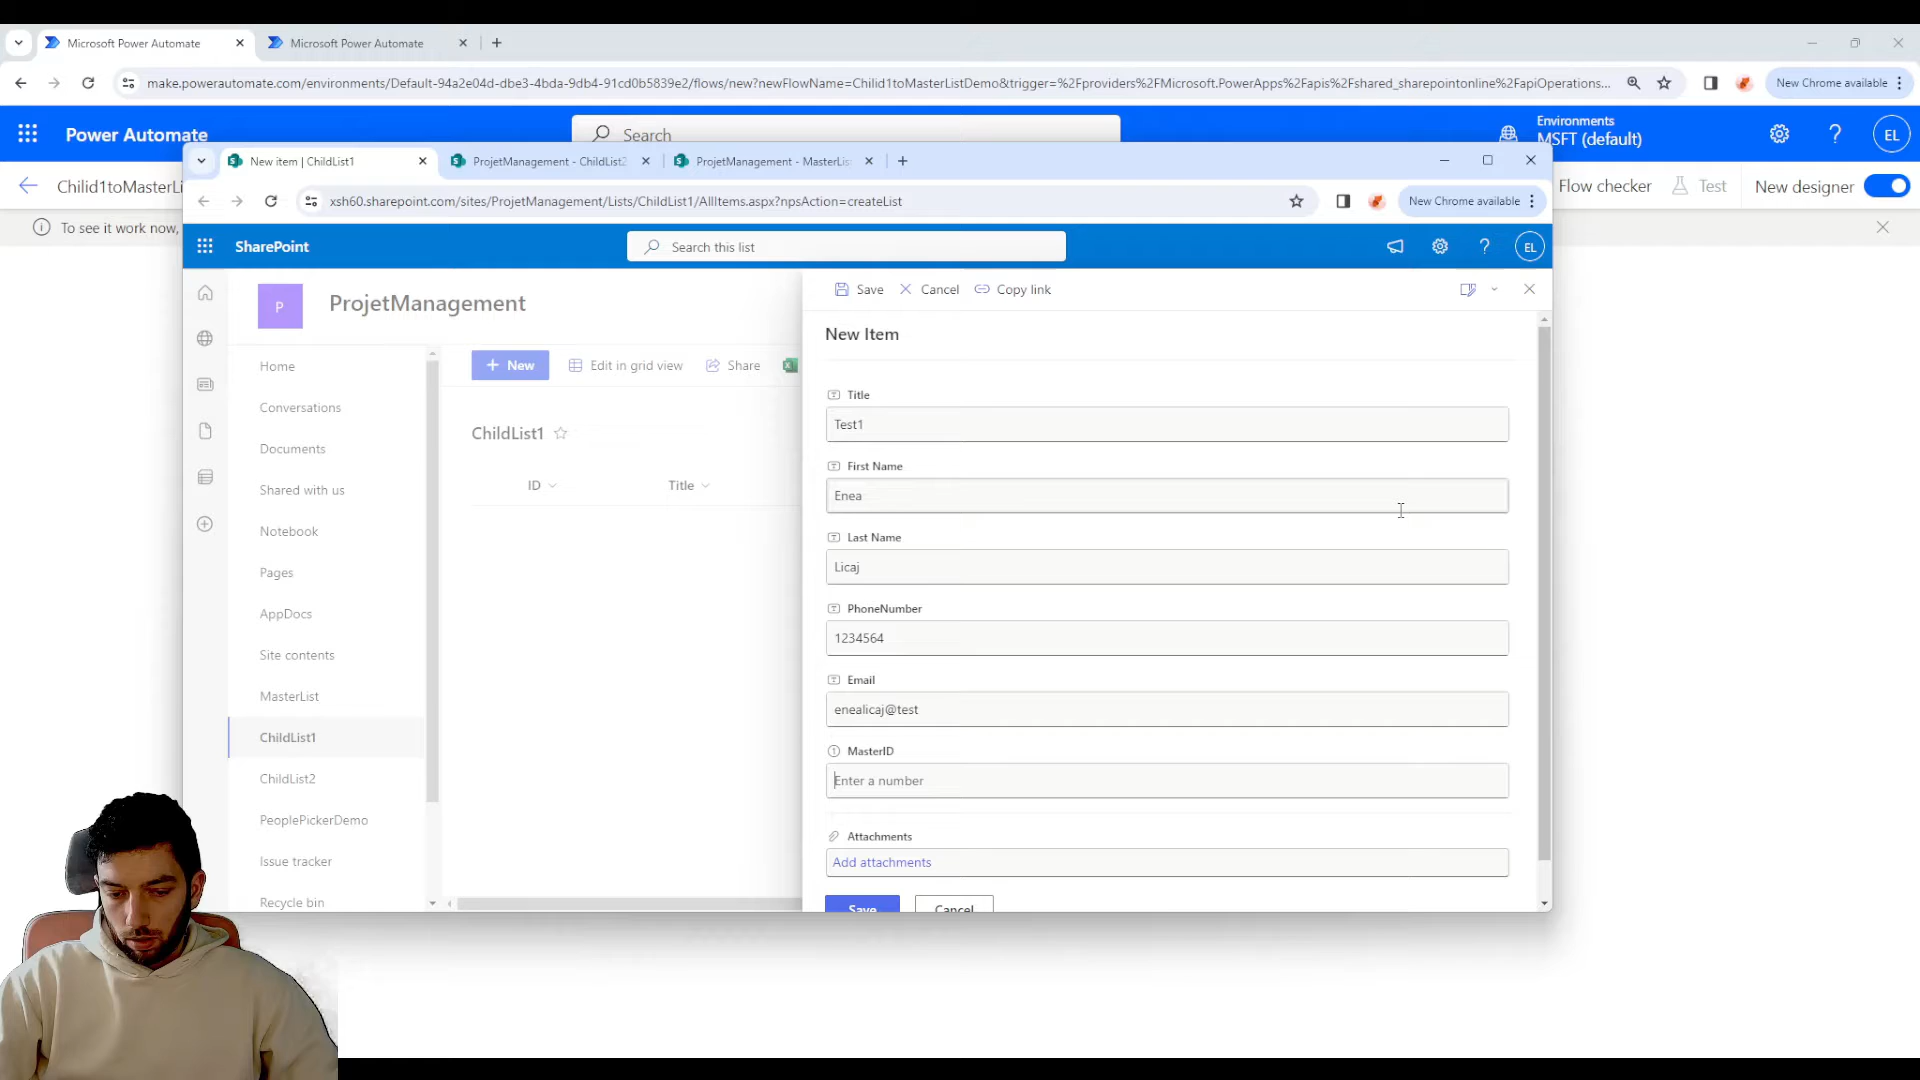 Microsoft Power Automate
Microsoft Power Automate
make.powerautomate.com/environments/Default-94a2e04d-dbe3-4bda-9db4-91cd0b5839e2/flows/new?newFlowName=Chilid1toMasterListDemo&trigger=%2Fproviders%2FMicrosoft.PowerApps%2Fapis%2Fshared_sharepointonline%2FapiOperations...
New Chrome available
Power Automate
Search
Environments
MSFT (default)
EL
Chilid1toMasterLi
Flow checker
Test
New designer
To see it work now,
New item | ChildList1
ProjetManagement - ChildList2
ProjetManagement - MasterLis
xsh60.sharepoint.com/sites/ProjetManagement/Lists/ChildList1/AllItems.aspx?npsAction=createList
New Chrome available
SharePoint
Search this list
EL
P
ProjetManagement
Home
Conversations
Documents
Shared with us
Notebook
Pages
AppDocs
Site contents
MasterList
ChildList1
ChildList2
PeoplePickerDemo
Issue tracker
Recycle bin
New
Edit in grid view
Share
ChildList1
ID
Title
Save
Cancel
Copy link
New Item
Title
Test1
First Name
Enea
Last Name
Licaj
PhoneNumber
1234564
Email
enealicaj@test
MasterID
Enter a number
Attachments
Add attachments
Save
Cancel